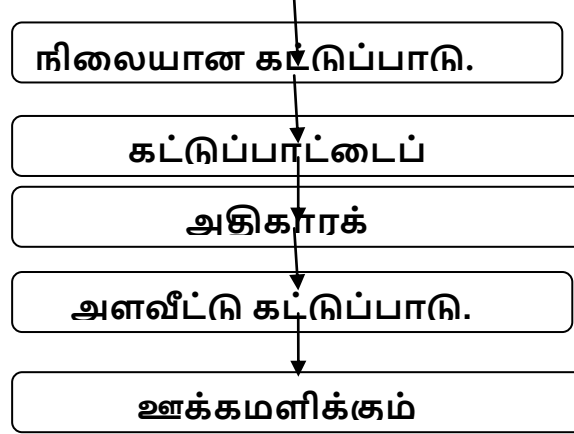 நிலையான கட்டுப்பாடு.
கட்டுப்பாட்டைப்
அதிகாரக்
அளவீட்டு கட்டுப்பாடு.
ஊக்கமளிக்கும்